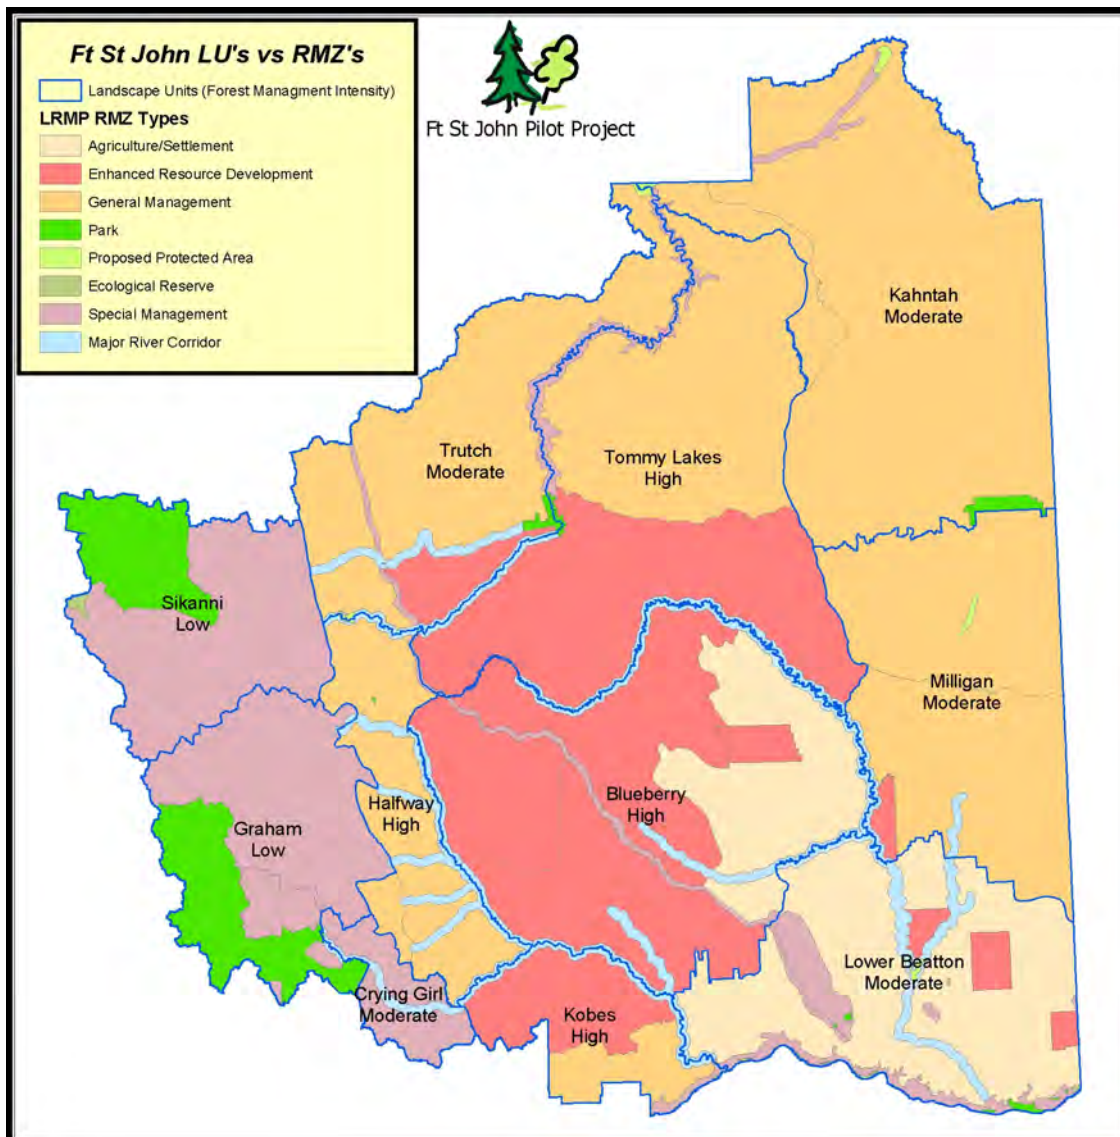 Ft St John LU's vs RMZ's
Landscape Units (Forest Managment Intensity)
LRMP RMZ Types
Agriculture/Settlement
Enhanced Resource Development
General Management
Park
Proposed Protected Area
Ecological Reserve
Special Management
Major River Corridor
Ft St John Pilot Project
Kahntah
Moderate
Trutch
Moderate
Tommy Lakes
High
Sikanni
Low
Milligan
Moderate
Blueberry
High
Halfway
High
Graham
Low
Lower Beatton
Moderate
Crying Girl
Moderate
Kobes
High